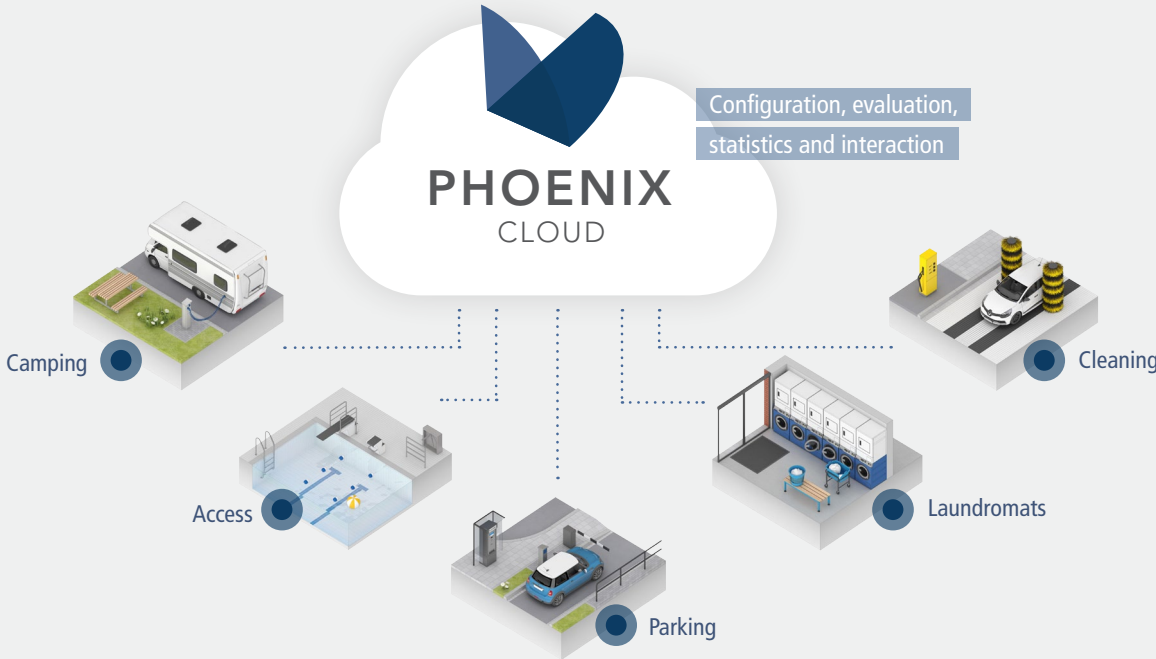 Configuration, evaluation,
statistics and interaction
PHOENIX
CLOUD
Camping
Cleaning
Access
Laundromats
Parking